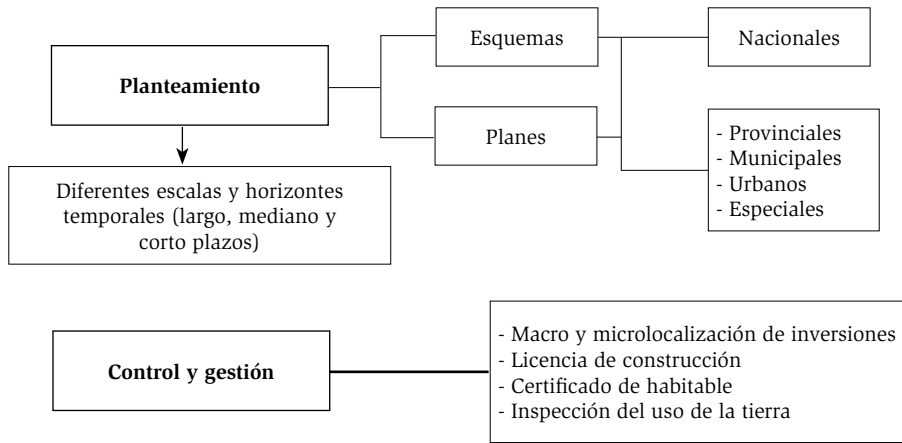 Planteamiento
Esquemas
Planes
Nacionales
- Provinciales
- Municipales
- Urbanos
- Especiales
Diferentes escalas y horizontes
temporales (largo, mediano y
corto plazos)
Control y gestión
- Macro y microlocalización de inversiones
- Licencia de construcción
- Certificado de habitable
- Inspección del uso de la tierra